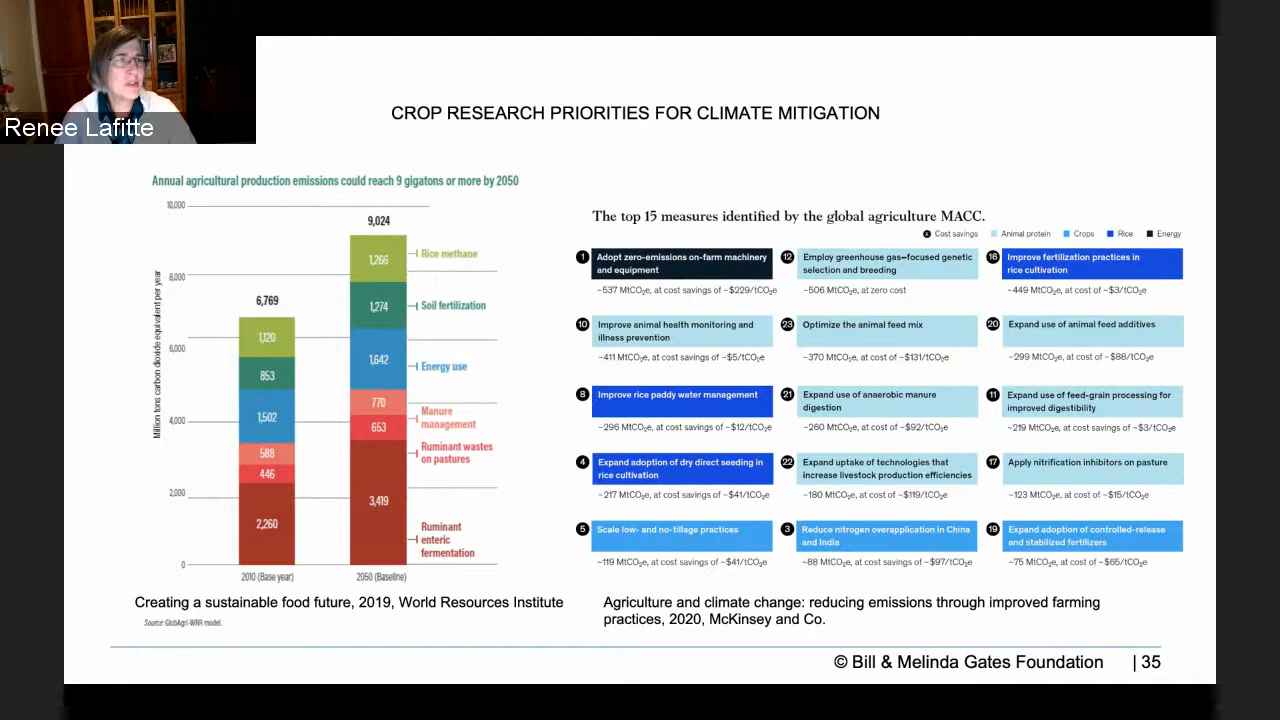 Renee Lafitte
CROP RESEARCH PRIORITIES FOR CLIMATE MITIGATION
Annual agricultural production emissions could reach 9 gigatons or more by 2050
Million tons carbon dioxide equivalent per year
10,000
8,000
6,000
4,000
2,000
0
6,769
1,120
853
1,502
588
446
2,260
2010 (Base year)
9,024
1,266
1,274
1,642
770
653
3,419
2050 (Baseline)
Rice methane
Soil fertilization
Energy use
Manure
management
Ruminant wastes
on pastures
Ruminant
enteric
fermentation
Creating a sustainable food future, 2019, World Resources Institute
Source: GlobAgri-WRR model.
The top 15 measures identified by the global agriculture MACC.
x Cost savings Animal protein Crops Rice Energy
1 Adopt zero-emissions on-farm machinery
and equipment
~537 MtCO₂e, at cost savings of ~$229/tCO₂e
12 Employ greenhouse gas–focused genetic
selection and breeding
~506 MtCO₂e, at zero cost
16 Improve fertilization practices in
rice cultivation
~449 MtCO₂e, at cost of ~$3/tCO₂e
10 Improve animal health monitoring and
illness prevention
~411 MtCO₂e, at cost savings of ~$5/tCO₂e
23 Optimize the animal feed mix
~370 MtCO₂e, at cost of ~$131/tCO₂e
20 Expand use of animal feed additives
~299 MtCO₂e, at cost of ~$88/tCO₂e
8 Improve rice paddy water management
~296 MtCO₂e, at cost savings of ~$12/tCO₂e
21 Expand use of anaerobic manure
digestion
~260 MtCO₂e, at cost of ~$92/tCO₂e
11 Expand use of feed-grain processing for
improved digestibility
~219 MtCO₂e, at cost savings of ~$3/tCO₂e
4 Expand adoption of dry direct seeding in
rice cultivation
~217 MtCO₂e, at cost savings of ~$41/tCO₂e
22 Expand uptake of technologies that
increase livestock production efficiencies
~180 MtCO₂e, at cost of ~$119/tCO₂e
17 Apply nitrification inhibitors on pasture
~123 MtCO₂e, at cost of ~$15/tCO₂e
5 Scale low- and no-tillage practices
~119 MtCO₂e, at cost savings of ~$41/tCO₂e
3 Reduce nitrogen overapplication in China
and India
~88 MtCO₂e, at cost savings of ~$97/tCO₂e
19 Expand adoption of controlled-release
and stabilized fertilizers
~75 MtCO₂e, at cost of ~$65/tCO₂e
Agriculture and climate change: reducing emissions through improved farming
practices, 2020, McKinsey and Co.
© Bill & Melinda Gates Foundation | 35